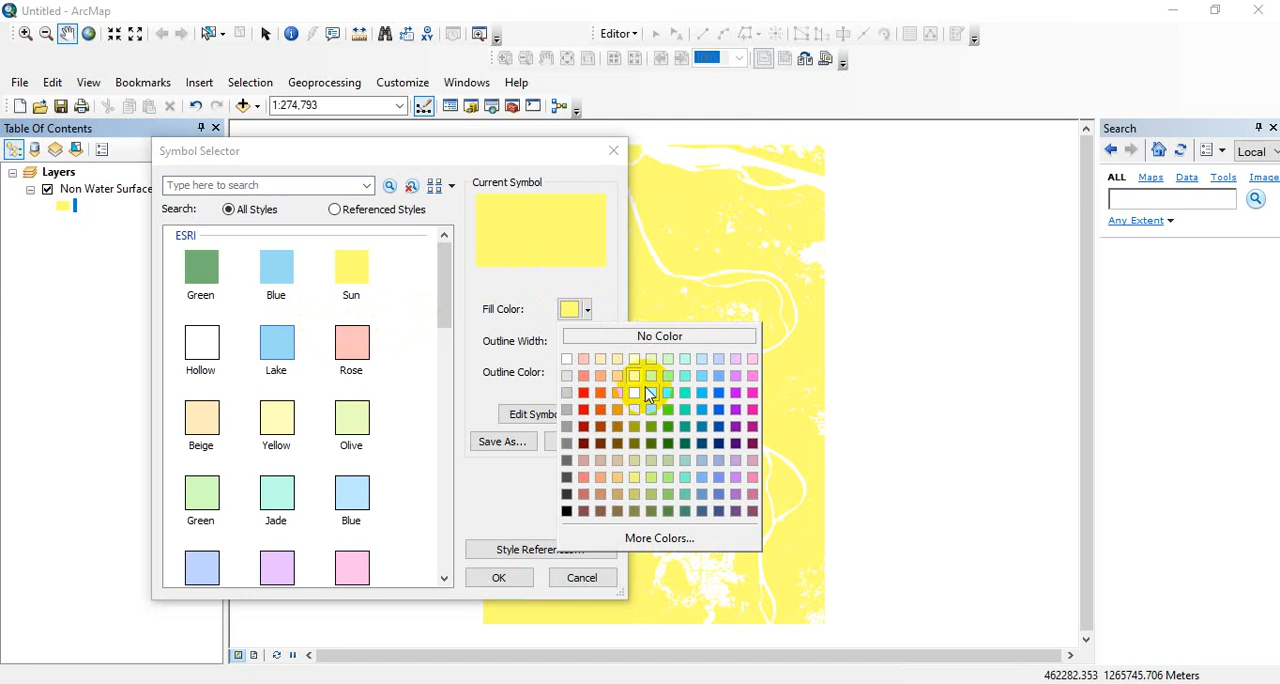 Untitled - ArcMap
Editor
File Edit View Bookmarks Insert Selection Geoprocessing Customize Windows Help
1:274,793
Table Of Contents
Layers
Non Water Surface
Symbol Selector
Type here to search
Search: All Styles Referenced Styles
ESRI
Green Blue Sun
Hollow Lake Rose
Beige Yellow Olive
Green Jade Blue
Current Symbol
Fill Color:
Outline Width:
Outline Color:
Edit Symbo
Save As...
Style Referen
OK Cancel
No Color
More Colors...
Search
Local
ALL Maps Data Tools Image
Any Extent
462282.353 1265745.706 Meters